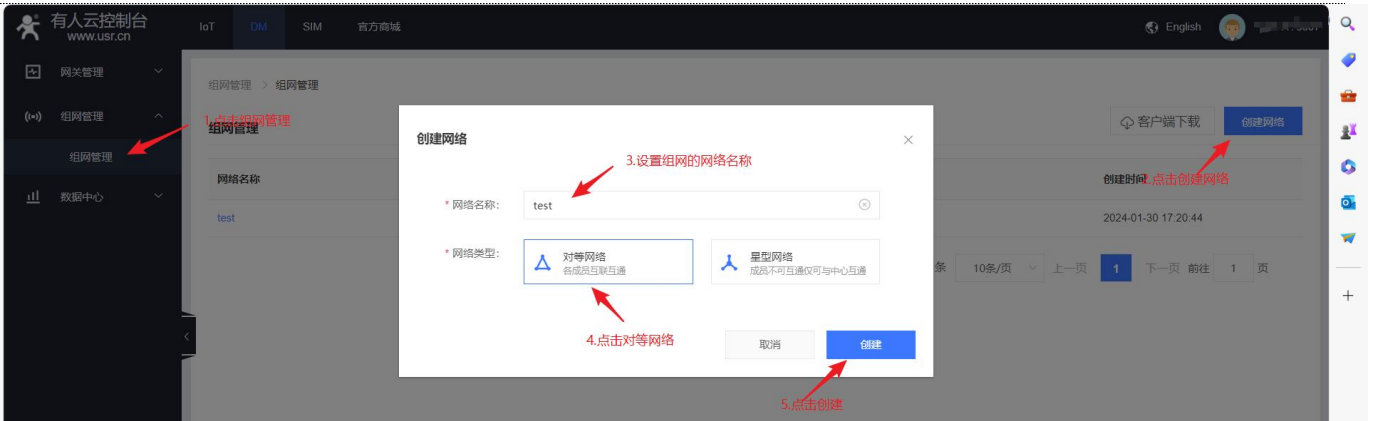 有人云控制台
www.usr.cn
IoT DM SIM 官方商城
English
网关管理
组网管理
组网管理
数据中心
组网管理 > 组网管理
1.点击组网管理
组网管理
客户端下载
创建网络
2.点击创建网络
网络名称
创建时间
test
2024-01-30 17:20:44
条 10条/页 上一页 1 下一页 前往 1 页
创建网络
3.设置组网的网络名称
* 网络名称: test
* 网络类型:
对等网络
各成员互联互通
星型网络
成员不可互通仅可与中心互通
4.点击对等网络
取消
创建
5.点击创建